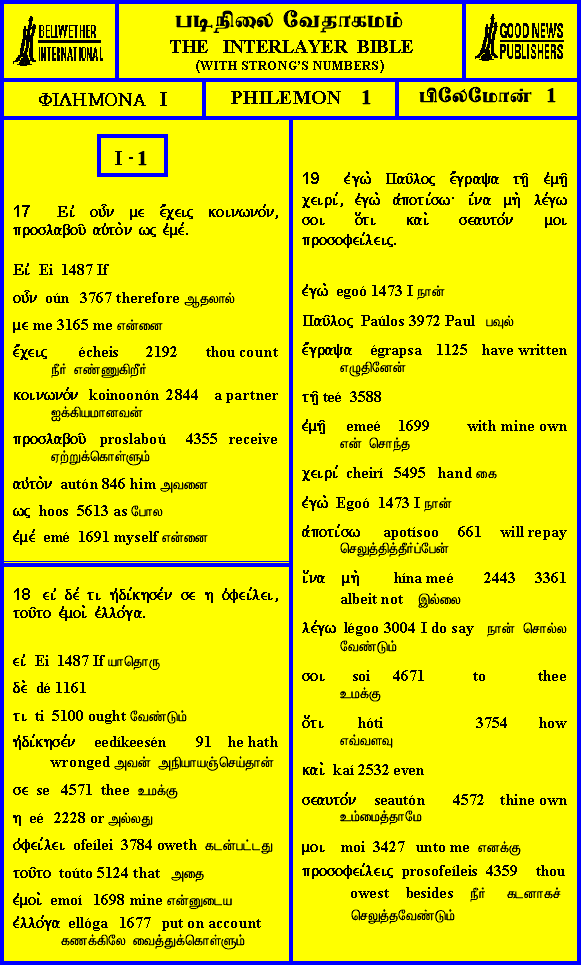 BELLWETHER
INTERNATIONAL
படிநிலை வேதாகமம்
THE INTERLAYER BIBLE
(WITH STRONG'S NUMBERS)
GOOD NEWS
PUBLISHERS
ΦΙΛΗΜΟΝΑ I
PHILEMON 1
பிலேமோன் 1
I - 1
17 Εἰ οὖν με ἔχεις κοινωνόν,
προσλαβοῦ αὐτὸν ως ἐμέ.
Εἰ Ei 1487 If
οὖν oún 3767 therefore ஆதலால்
με me 3165 me என்னை
ἔχεις écheis 2192 thou count
நீர் எண்ணுகிறீர்
κοινωνόν koinoonón 2844 a partner
ஐக்கியமானவன்
προσλαβοῦ proslaboú 4355 receive
ஏற்றுக்கொள்ளும்
αὐτὸν autón 846 him அவனை
ως hoos 5613 as போல
ἐμέ emé 1691 myself என்னை
18 εἰ δέ τι ἠδίκησέν σε η ὀφείλει,
τοῦτο ἐμοὶ ἐλλόγα.
εἰ Ei 1487 If யாதொரு
δὲ dé 1161
τι ti 5100 ought வேண்டும்
ἠδίκησέν eedíkeesén 91 he hath
wronged அவன் அநியாயஞ்செய்தான்
σε se 4571 thee உமக்கு
η eé 2228 or அல்லது
ὀφείλει ofeílei 3784 oweth கடன்பட்டது
τοῦτο toúto 5124 that அதை
ἐμοὶ emoí 1698 mine என்னுடைய
ἐλλόγα ellóga 1677 put on account
கணக்கிலே வைத்துக்கொள்ளும்
19 ἐγὼ Παῦλος ἔγραψα τῇ ἐμῇ
χειρί, ἐγὼ ἀποτίσω· ἵνα μὴ λέγω
σοι ὅτι καὶ σεαυτόν μοι
προσοφείλεις.
ἐγὼ egoó 1473 I நான்
Παῦλος Paúlos 3972 Paul பவுல்
ἔγραψα égrapsa 1125 have written
எழுதினேன்
τῇ teé 3588
ἐμῇ emeé 1699 with mine own
என் சொந்த
χειρί cheirí 5495 hand கை
ἐγὼ Egoó 1473 I நான்
ἀποτίσω apotísoo 661 will repay
செலுத்தித்தீர்ப்பேன்
ἵνα μὴ hína meé 2443 3361
albeit not இல்லை
λέγω légoo 3004 I do say நான் சொல்ல
வேண்டும்
σοι soi 4671 to thee
உமக்கு
ὅτι hóti 3754 how
எவ்வளவு
καὶ kaí 2532 even
σεαυτόν seautón 4572 thine own
உம்மைத்தாமே
μοι moi 3427 unto me எனக்கு
προσοφείλεις prosofeíleis 4359 thou
owest besides நீர் கடனாகச்
செலுத்தவேண்டும்